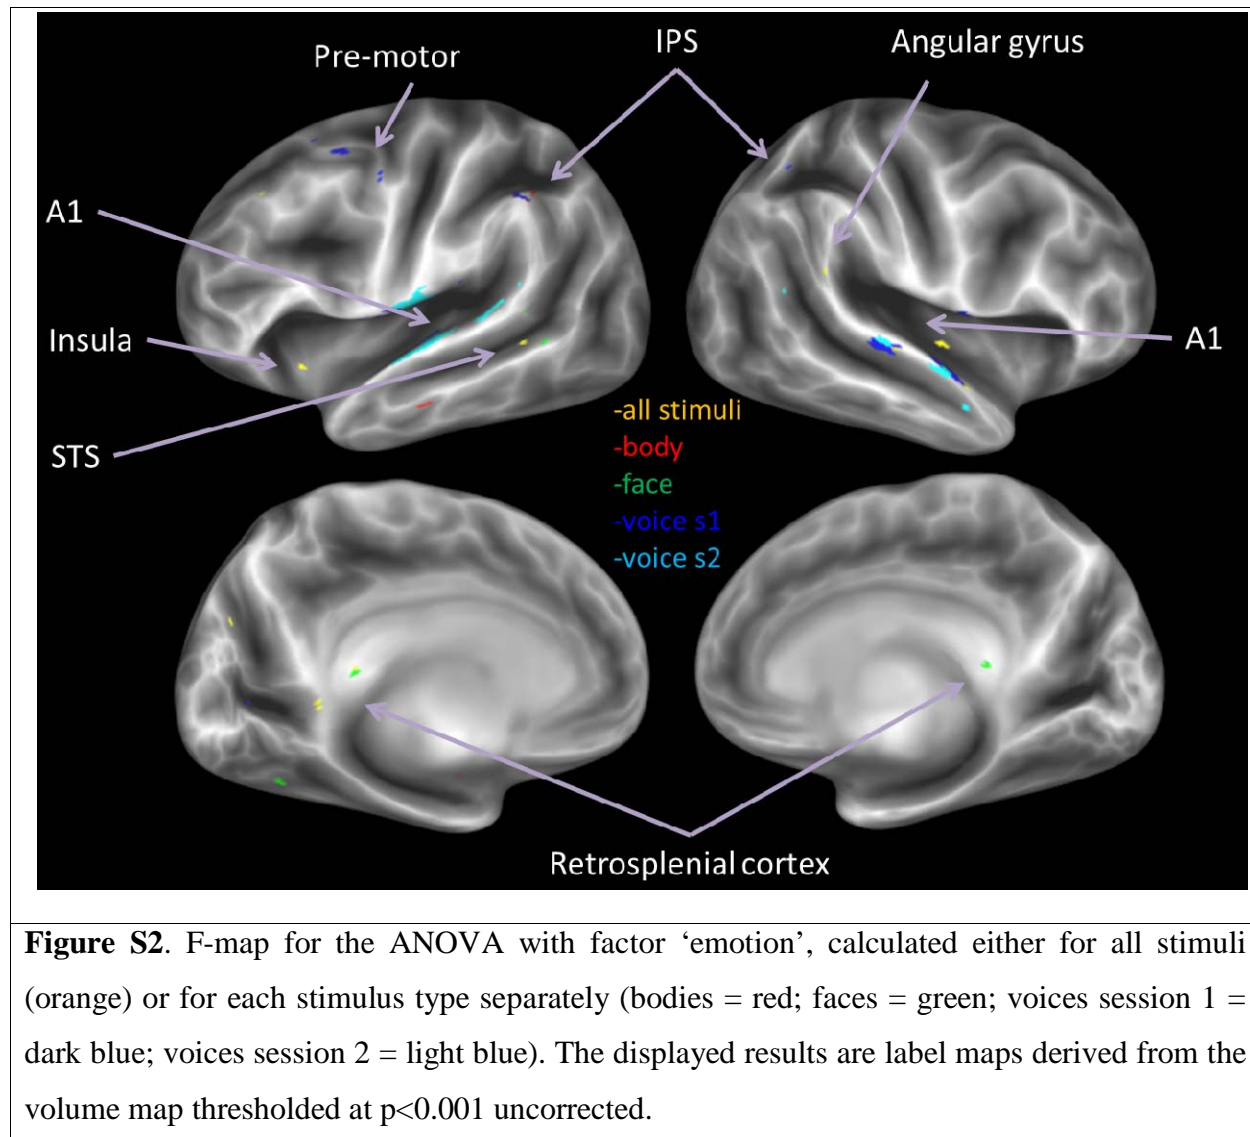 Pre-motor
IPS
Angular gyrus
A1
Insula
STS
A1
-all stimuli
-body
-face
-voice s1
-voice s2
Retrosplenial cortex
Figure S2. F-map for the ANOVA with factor ‘emotion’, calculated either for all stimuli
(orange) or for each stimulus type separately (bodies = red; faces = green; voices session 1 =
dark blue; voices session 2 = light blue). The displayed results are label maps derived from the
volume map thresholded at p<0.001 uncorrected.